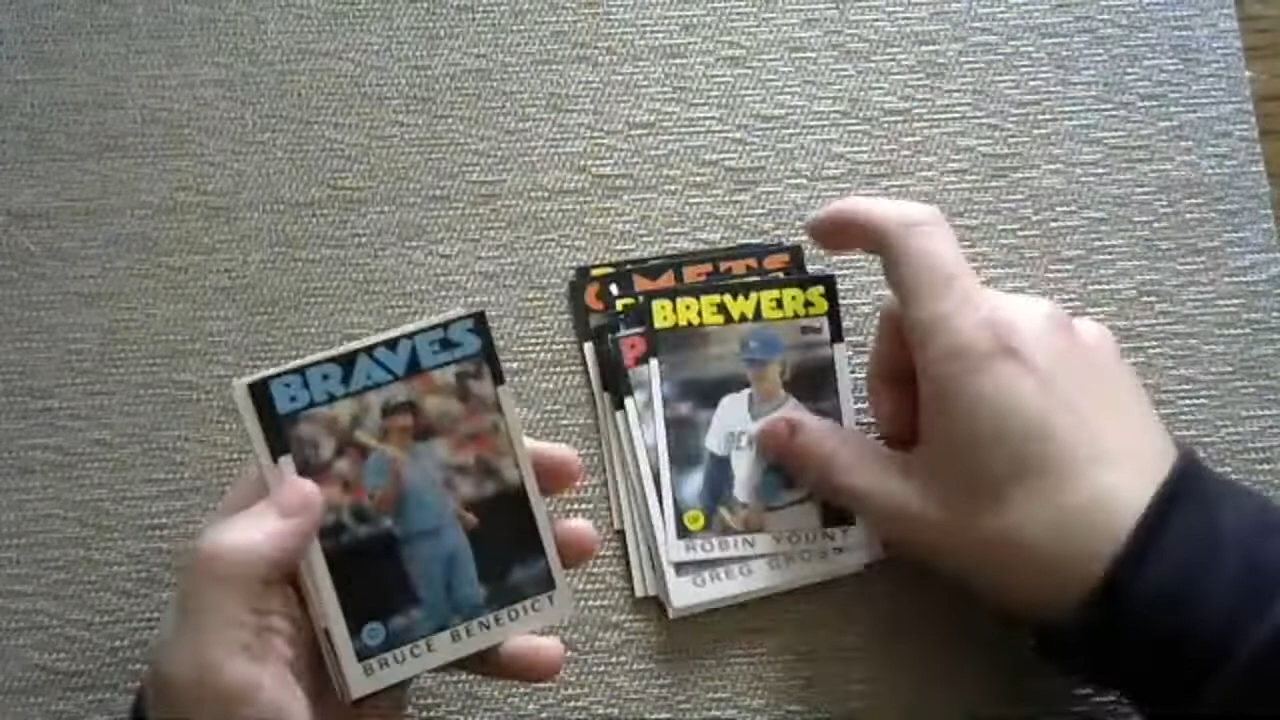 BRAVES
BRUCE BENEDICT
METS
BREWERS
P
ROBIN YOUNT
GREG GROSS